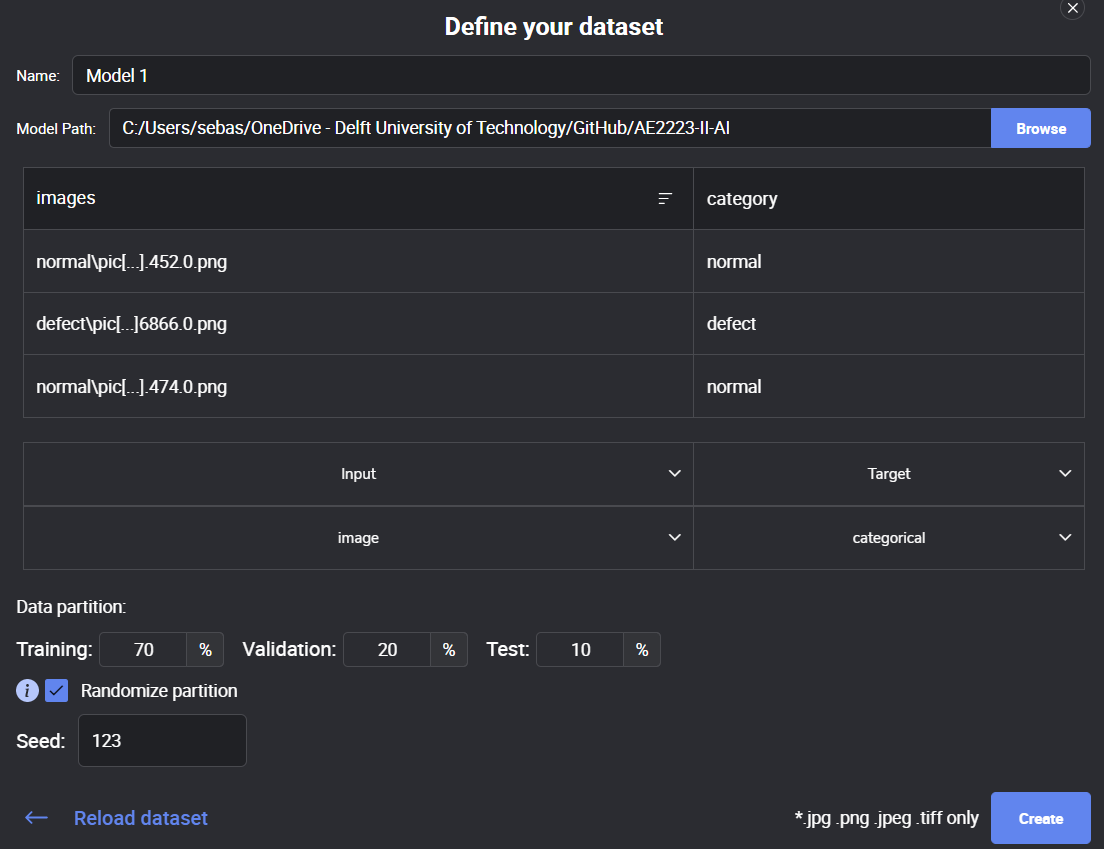 Define your dataset
Name: Model 1
Model Path: C:/Users/sebas/OneDrive - Delft University of Technology/GitHub/AE2223-II-AI Browse
images category
normal\pic[...].452.0.png normal
defect\pic[...]6866.0.png defect
normal\pic[...].474.0.png normal
Input Target
image categorical
Data partition:
Training: 70 % Validation: 20 % Test: 10 %
i Randomize partition
Seed: 123
Reload dataset *.jpg .png .jpeg .tiff only Create